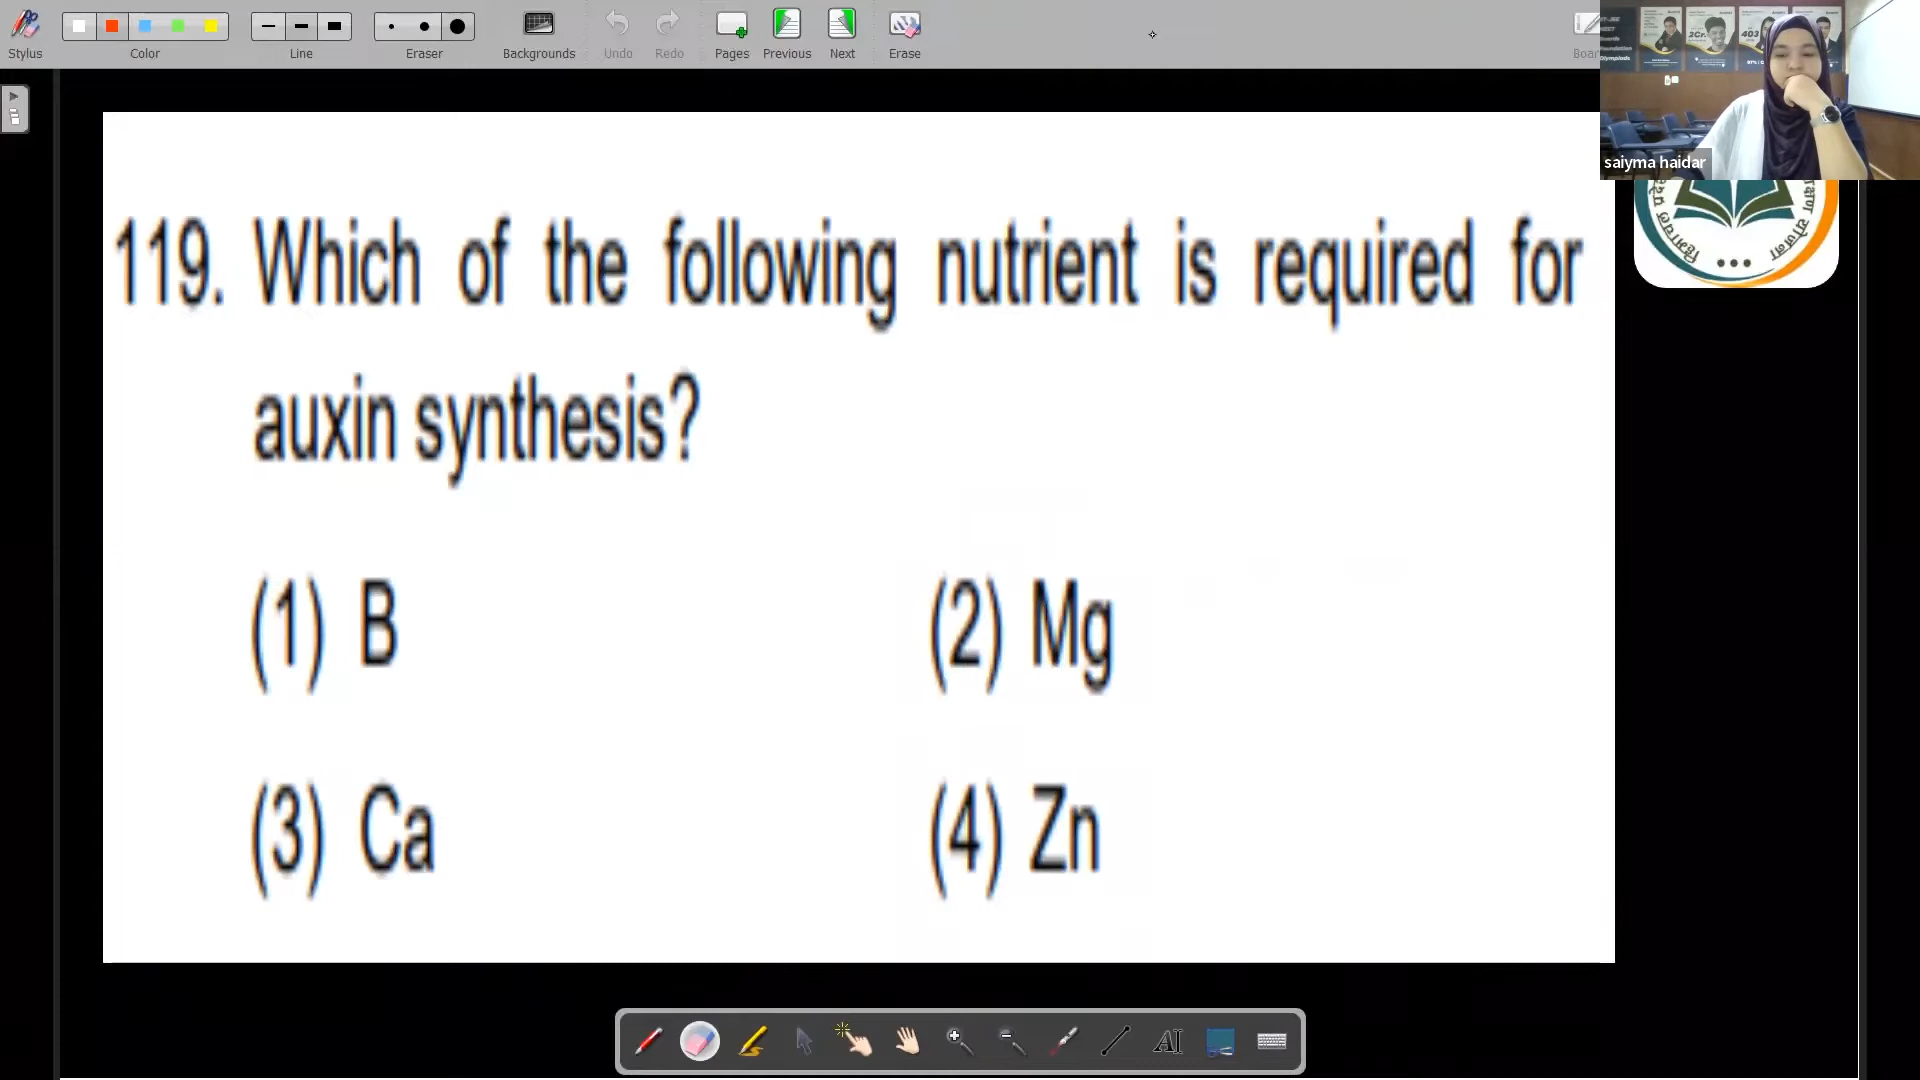 Stylus Color Line Eraser Backgrounds Undo Redo Pages Previous Next Erase
saiyma haidar
119. Which of the following nutrient is required for
auxin synthesis?
(1) B (2) Mg
(3) Ca (4) Zn